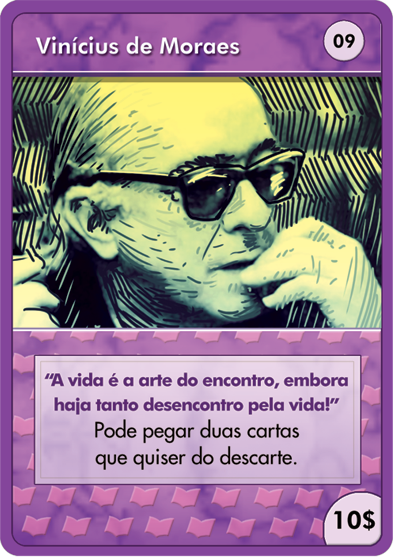 Vinícius de Moraes
09
“A vida é a arte do encontro, embora
haja tanto desencontro pela vida!”
Pode pegar duas cartas
que quiser do descarte.
10$